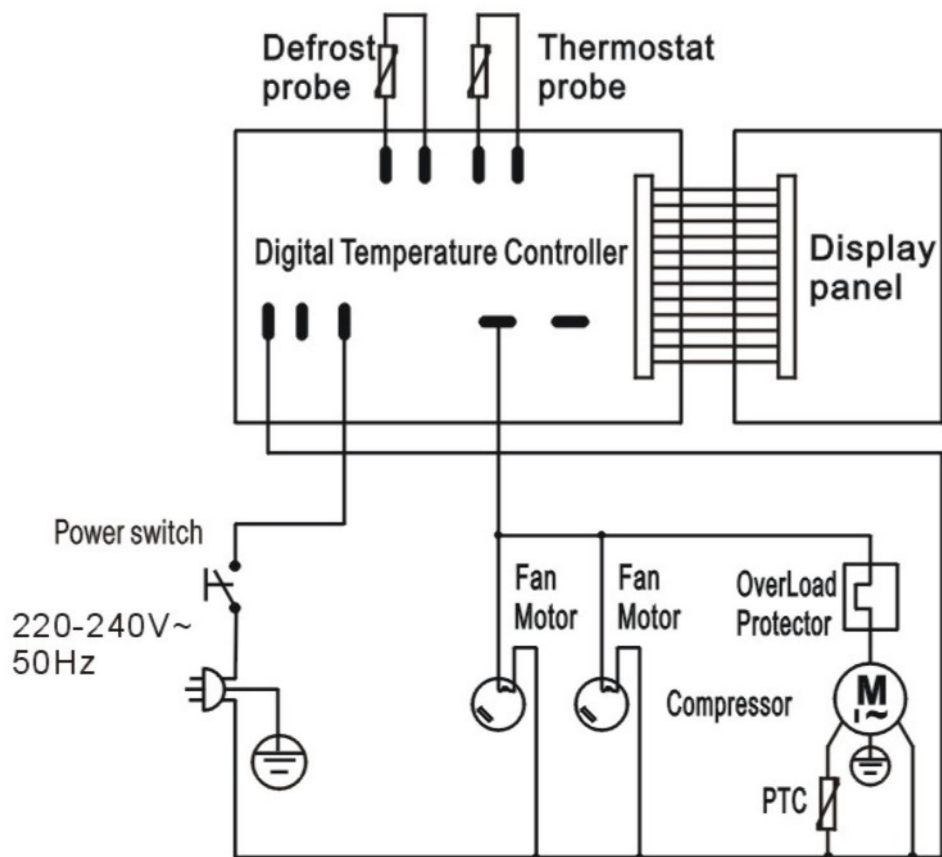 Defrost
probe
Thermostat
probe
Digital Temperature Controller
Display
panel
Power switch
220-240V~
50Hz
Fan
Motor
Fan
Motor
OverLoad
Protector
Compressor
M
I~
PTC